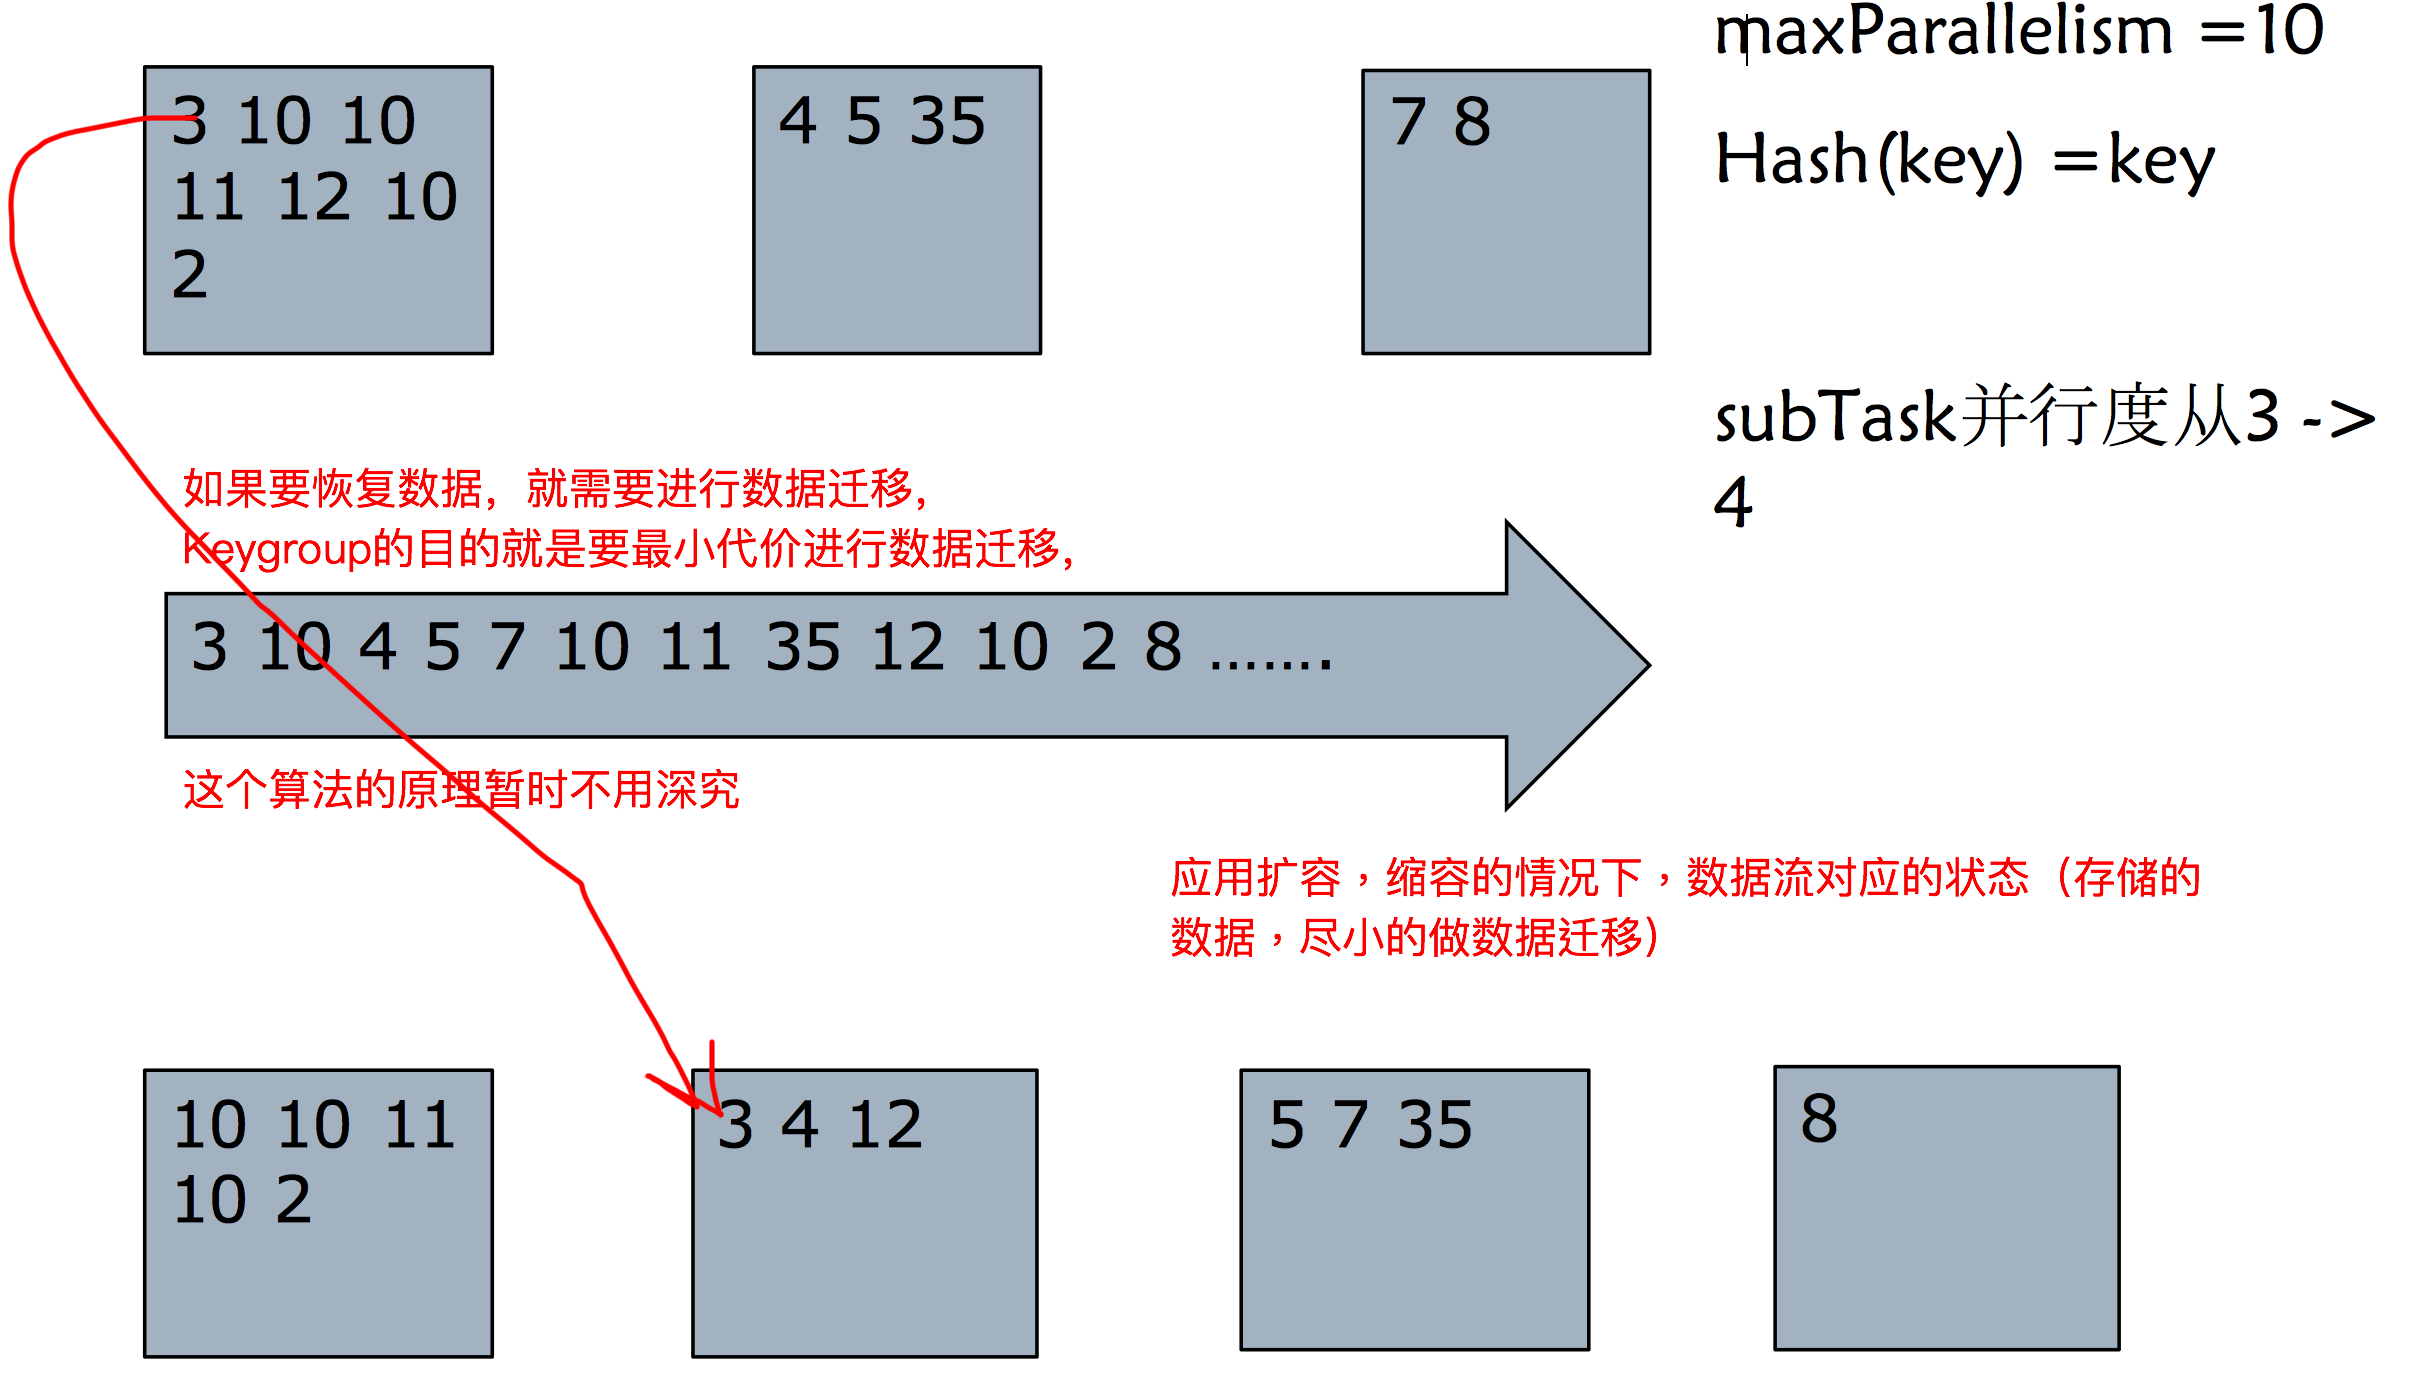 maxParallelism =10
3 10 10
11 12 10
2
4 5 35
7 8
Hash(key) =key
subTask并行度从3 ->
4
如果要恢复数据，就需要进行数据迁移，
Keygroup的目的就是要最小代价进行数据迁移，
3 10 4 5 7 10 11 35 12 10 2 8 .......
这个算法的原理暂时不用深究
应用扩容，缩容的情况下，数据流对应的状态（存储的
数据，尽小的做数据迁移）
10 10 11
10 2
3 4 12
5 7 35
8